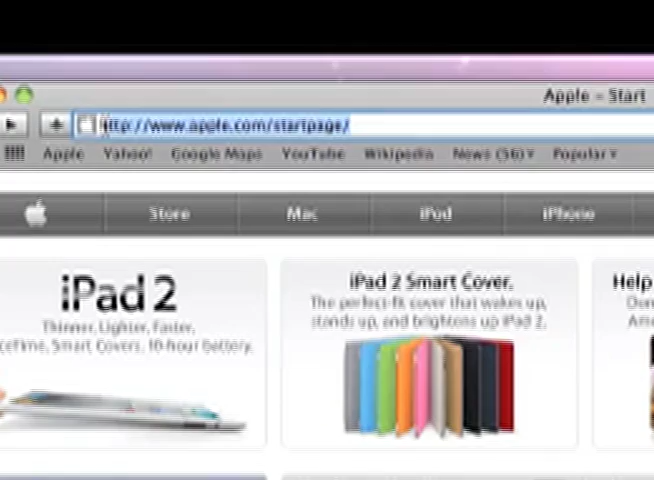 Apple – Start
http://www.apple.com/startpage/
Apple Yahoo! Google Maps YouTube Wikipedia News (56) Popular
Store Mac iPod iPhone
iPad 2
Thinner. Lighter. Faster.
FaceTime, Smart Covers, 10-hour battery.
iPad 2 Smart Cover.
The perfect-fit cover that wakes up,
stands up, and brightens up iPad 2.
Help